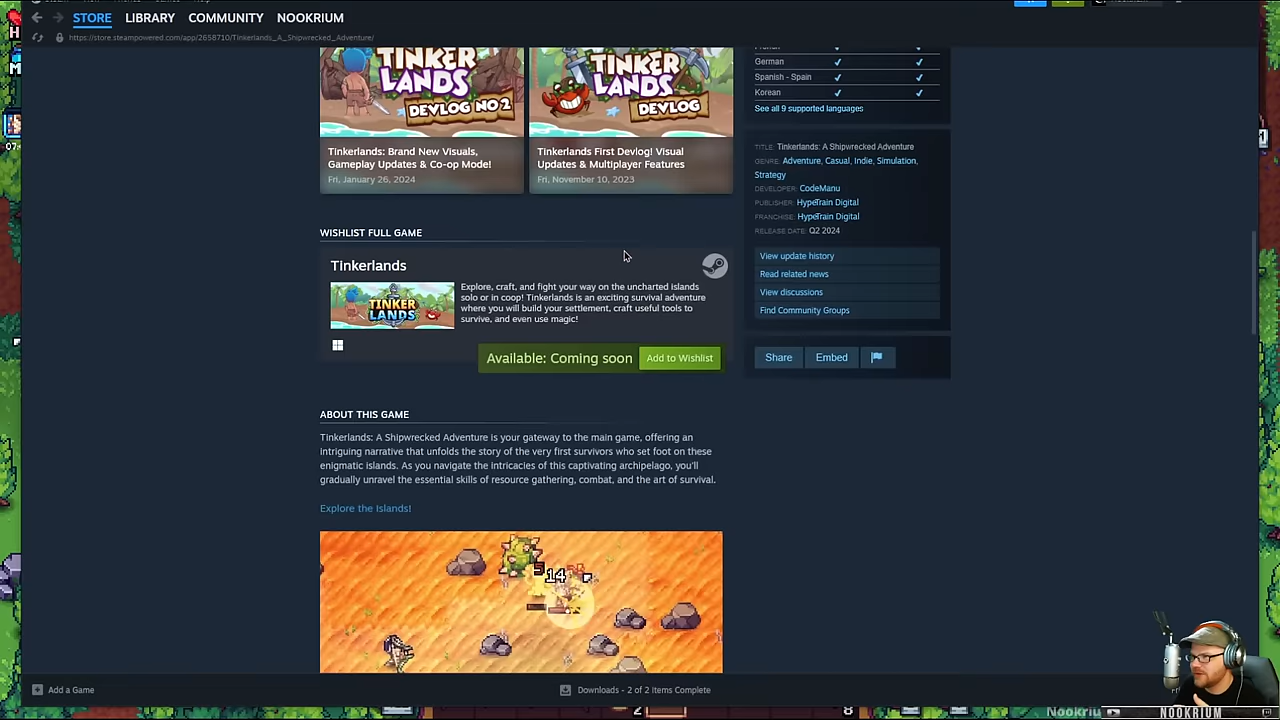 STORE LIBRARY COMMUNITY NOOKRIUM
https://store.steampowered.com/app/2658710/Tinkerlands_A_Shipwrecked_Adventure/
TINKER LANDS
DEVLOG NO 2
Tinkerlands: Brand New Visuals,
Gameplay Updates & Co-op Mode!
Fri, January 26, 2024
TINKER LANDS
DEVLOG
Tinkerlands First Devlog! Visual
Updates & Multiplayer Features
Fri, November 10, 2023
WISHLIST FULL GAME
Tinkerlands
TINKER LANDS
Explore, craft, and fight your way on the uncharted islands
solo or in coop! Tinkerlands is an exciting survival adventure
where you will build your settlement, craft useful tools to
survive, and even use magic!
Available: Coming soon Add to Wishlist
ABOUT THIS GAME
Tinkerlands: A Shipwrecked Adventure is your gateway to the main game, offering an
intriguing narrative that unfolds the story of the very first survivors who set foot on these
enigmatic islands. As you navigate the intricacies of this captivating archipelago, you'll
gradually unravel the essential skills of resource gathering, combat, and the art of survival.
Explore the Islands!
14
German
Spanish - Spain
Korean
See all 9 supported languages
TITLE: Tinkerlands: A Shipwrecked Adventure
GENRE: Adventure, Casual, Indie, Simulation,
Strategy
DEVELOPER: CodeManu
PUBLISHER: HypeTrain Digital
FRANCHISE: HypeTrain Digital
RELEASE DATE: Q2 2024
View update history
Read related news
View discussions
Find Community Groups
Share Embed
Add a Game
Downloads - 2 of 2 Items Complete
NOOKRIUM